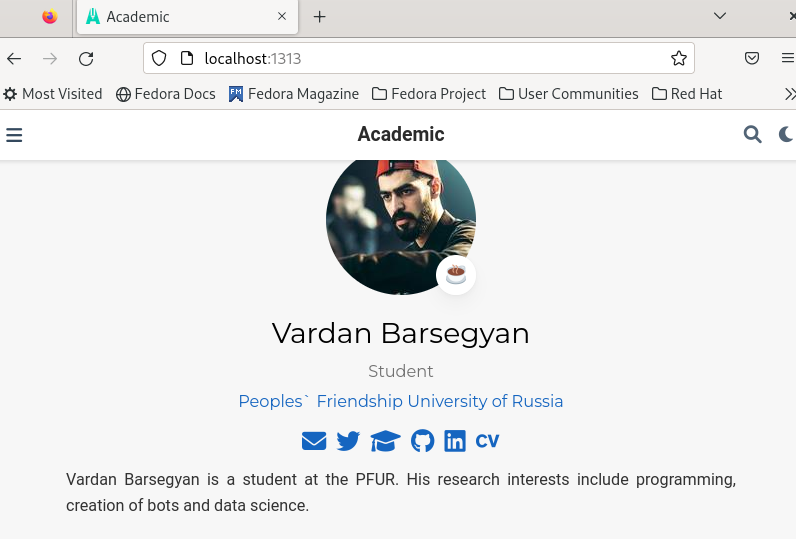 Academic
localhost:1313
Most Visited Fedora Docs FM Fedora Magazine Fedora Project User Communities Red Hat
Academic
Vardan Barsegyan
Student
Peoples` Friendship University of Russia
CV
Vardan Barsegyan is a student at the PFUR. His research interests include programming,
creation of bots and data science.